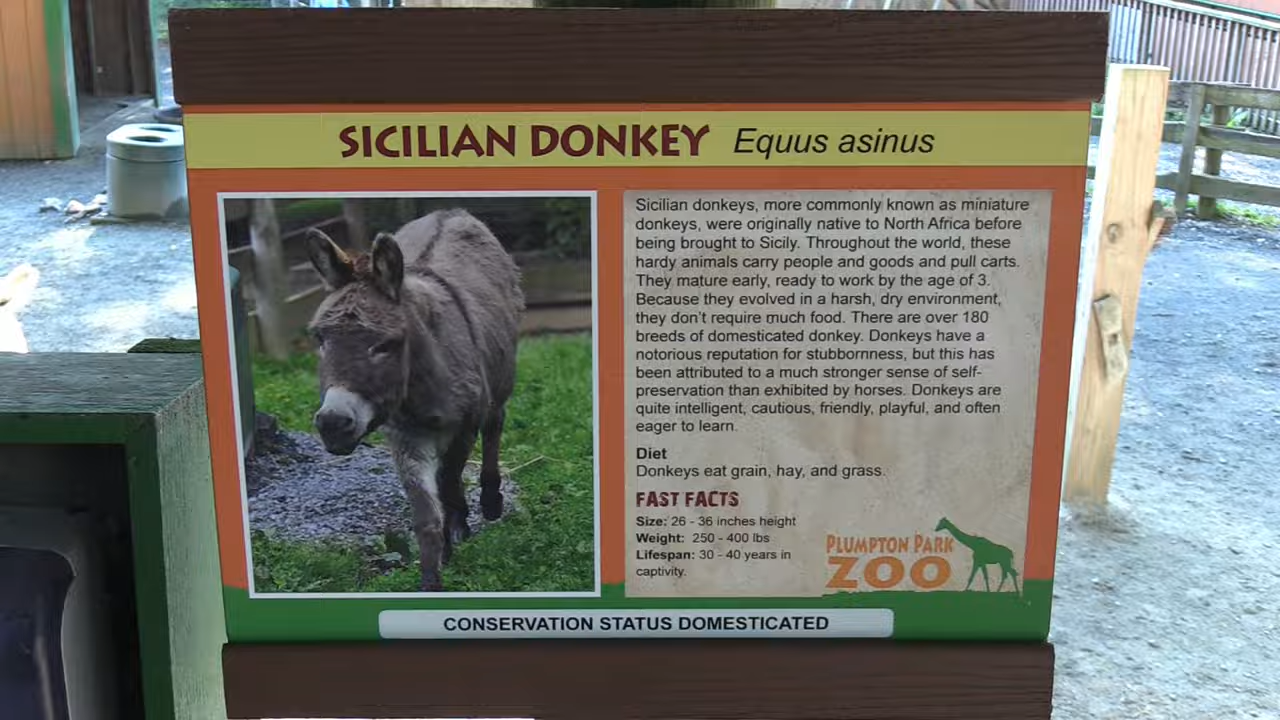 SICILIAN DONKEY Equus asinus
Sicilian donkeys, more commonly known as miniature
donkeys, were originally native to North Africa before
being brought to Sicily. Throughout the world, these
hardy animals carry people and goods and pull carts.
They mature early, ready to work by the age of 3.
Because they evolved in a harsh, dry environment,
they don't require much food. There are over 180
breeds of domesticated donkey. Donkeys have a
notorious reputation for stubbornness, but this has
been attributed to a much stronger sense of self-
preservation than exhibited by horses. Donkeys are
quite intelligent, cautious, friendly, playful, and often
eager to learn.
Diet
Donkeys eat grain, hay, and grass.
FAST FACTS
Size: 26 - 36 inches height
Weight: 250 - 400 lbs
Lifespan: 30 - 40 years in
captivity.
PLUMPTON PARK
ZOO
CONSERVATION STATUS DOMESTICATED